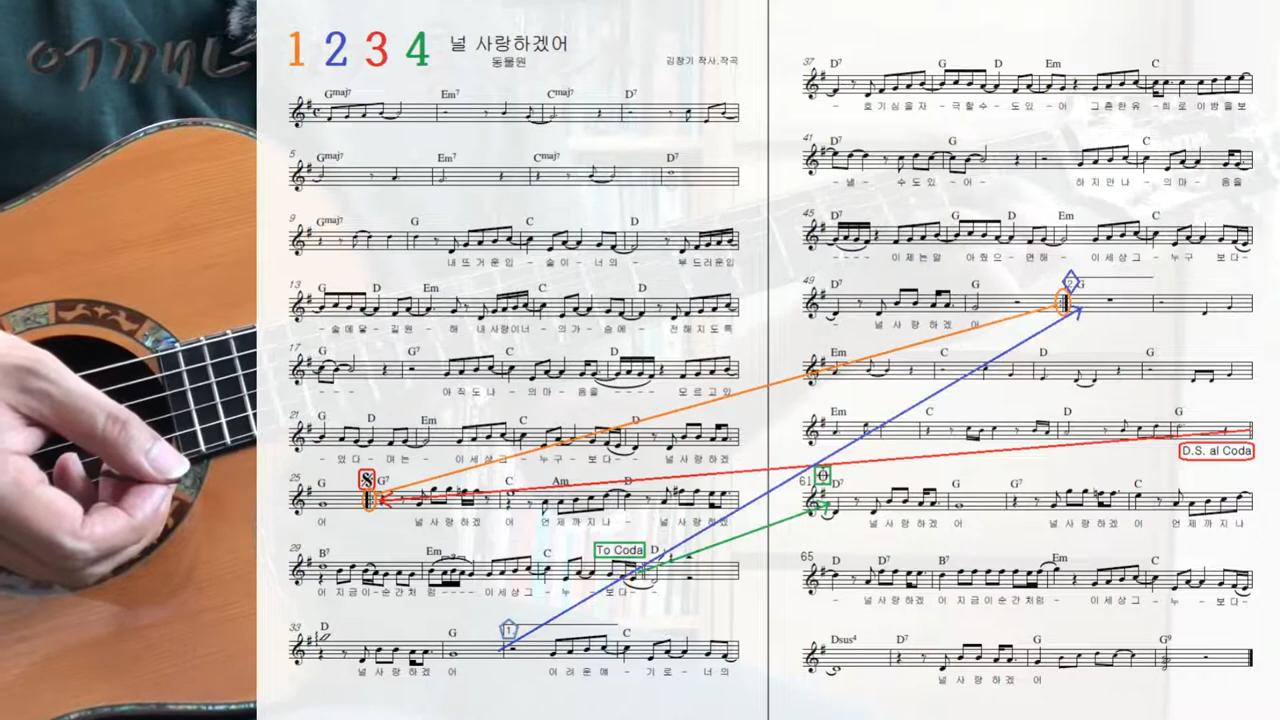 1 2 3 4
널 사랑하겠어
동물원
김창기 작사,작곡
Gmaj7 Em7 Cmaj7 D7
5
Gmaj7 Em7 Cmaj7 D7
9
Gmaj7 G C D
내 뜨 거 운 입 - 술 이 - 너 의 - 부 드 러 운 입
13
G D Em C D
- 술 에 닿 - 길 원 - 해 내 사 랑 이 너 - 의 가 - 슴 에 - 전 해 지 도 록
17
G G7 C D
- - - 아 직 도 나 - 의 마 - 음 을 - - - - 모 르 고 있
21
G D Em C D
- 었 다 - 며 는 - 이 세 상 그 - 누 구 - 보 다 - - 널 사 랑 하 겠
25
G G7 C Am D
어 널 사 랑 하 겠 어 언 제 까 지 나 - 널 사 랑 하 겠
29
B7 Em C To Coda D
어 지 금 이 - 순 간 처 럼 - - - - 이 세 상 그 - 누 - 보 다 - -
33
D G 1. C
널 사 랑 하 겠 어 어 려 운 얘 - 기 로 - 너 의
37
D7 G D Em C
- 호 기 심 을 자 - 극 할 수 - 도 있 - 어 그 흔 한 유 - 희 로 이 밤 을 보
41
D7 G C
- 낼 - 수 도 있 - 어 - 하 지 만 나 - 의 마 - 음 을
45
D7 G D Em C
- - - - 이 제 는 알 아 줬 으 - 면 해 - 이 세 상 그 - 누 구 보 다 -
49
D7 G 2. G
- 널 사 랑 하 겠 어
Em C D G
Em C D G
D.S. al Coda
61
D7 G G7 C
널 사 랑 하 겠 어 널 사 랑 하 겠 어 언 제 까 지 나
65
D D7 B7 Em C
- 널 사 랑 하 겠 어 지 금 이 - 순 간 처 럼 - 이 세 상 그 - 누 - 보 다 -
Dsus4 D7 G G9
널 사 랑 하 겠 어